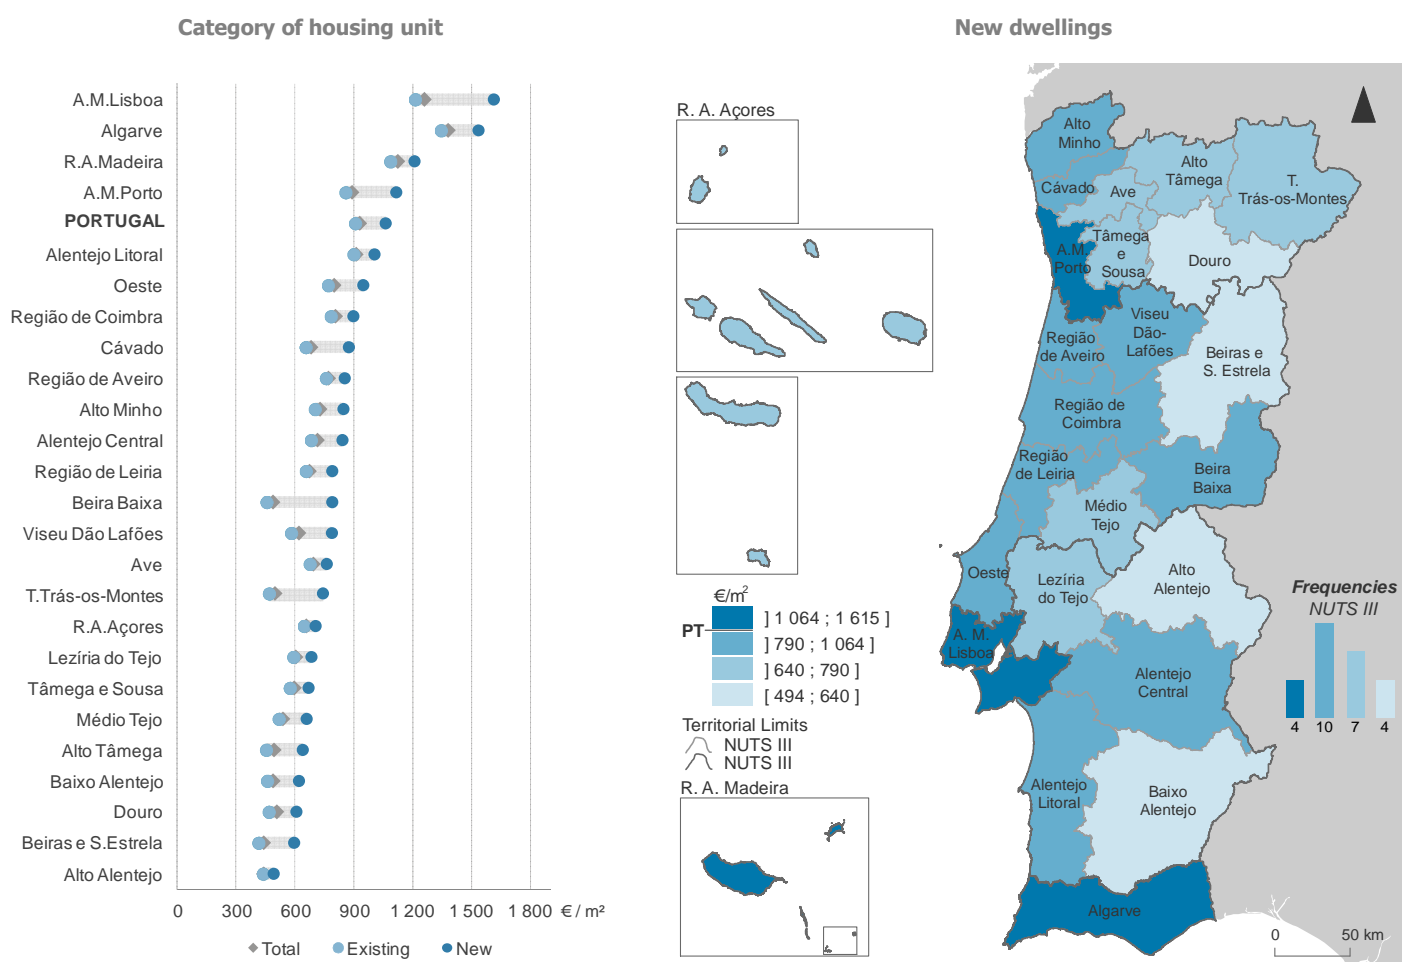 Category of housing unit
A.M.Lisboa
Algarve
R.A.Madeira
A.M.Porto
PORTUGAL
Alentejo Litoral
Oeste
Região de Coimbra
Cávado
Região de Aveiro
Alto Minho
Alentejo Central
Região de Leiria
Beira Baixa
Viseu Dão Lafões
Ave
T.Trás-os-Montes
R.A.Açores
Lezíria do Tejo
Tâmega e Sousa
Médio Tejo
Alto Tâmega
Baixo Alentejo
Douro
Beiras e S.Estrela
Alto Alentejo
0 300 600 900 1 200 1 500 1 800 € / m²
Total Existing New
New dwellings
R. A. Açores
€/m²
PT
] 1 064 ; 1 615 ]
] 790 ; 1 064 ]
] 640 ; 790 ]
[ 494 ; 640 ]
Territorial Limits
NUTS III
NUTS III
R. A. Madeira
Alto
Minho
Cávado
Ave
Alto
Tâmega
T.
Trás-os-Montes
A.M.
Porto
Tâmega
e
Sousa
Douro
Região
de Aveiro
Viseu
Dão-
Lafões
Beiras e
S. Estrela
Região de
Coimbra
Região
de Leiria
Beira
Baixa
Médio
Tejo
Oeste
Lezíria
do Tejo
Alto
Alentejo
A. M.
Lisboa
Alentejo
Central
Alentejo
Litoral
Baixo
Alentejo
Algarve
Frequencies
NUTS III
4 10 7 4
0 50 km